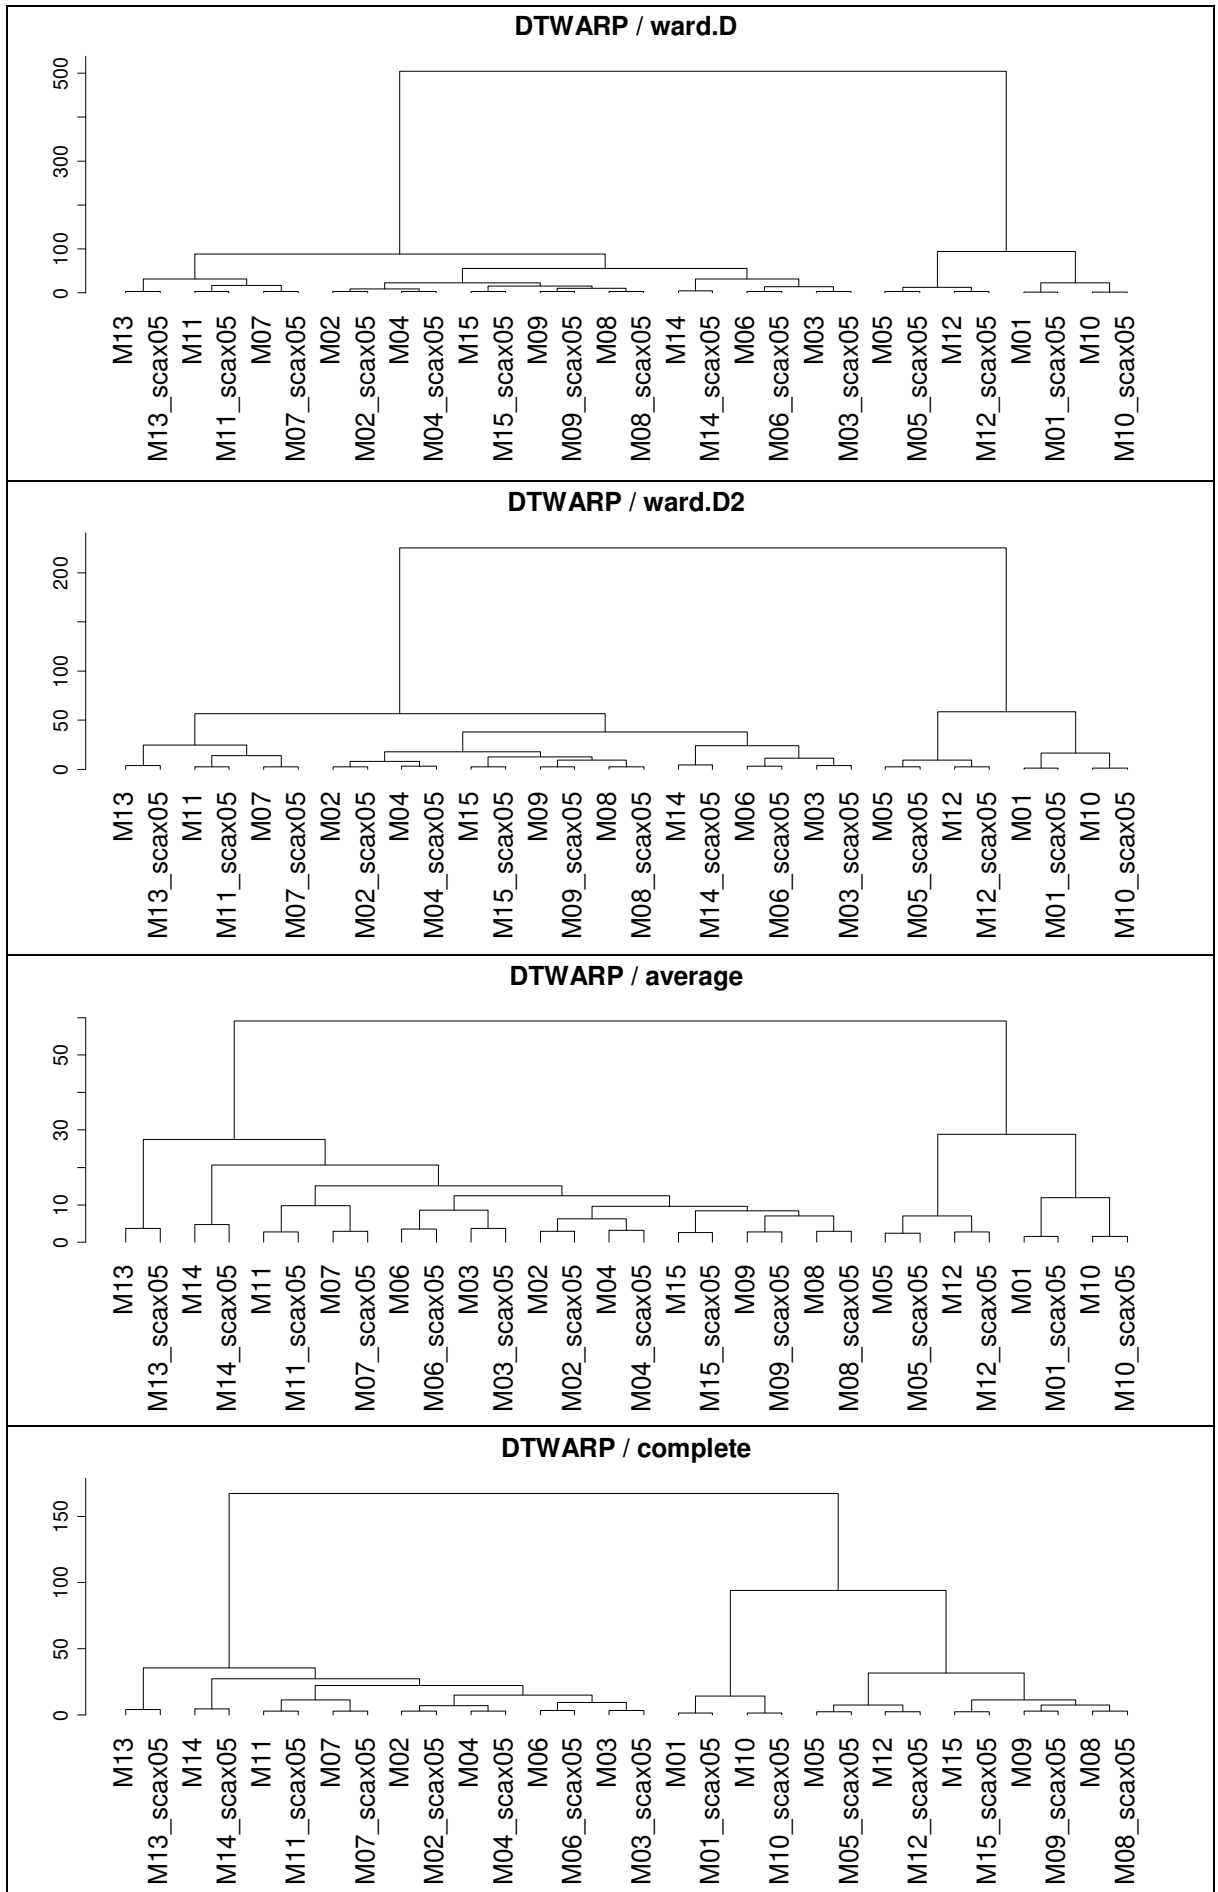 DTWARP / ward.D
500
300
100
0
M13
M13_scax05
M11
M11_scax05
M07
M07_scax05
M02
M02_scax05
M04
M04_scax05
M15
M15_scax05
M09
M09_scax05
M08
M08_scax05
M14
M14_scax05
M06
M06_scax05
M03
M03_scax05
M05
M05_scax05
M12
M12_scax05
M01
M01_scax05
M10
M10_scax05
DTWARP / ward.D2
200
100
50
0
M13
M13_scax05
M11
M11_scax05
M07
M07_scax05
M02
M02_scax05
M04
M04_scax05
M15
M15_scax05
M09
M09_scax05
M08
M08_scax05
M14
M14_scax05
M06
M06_scax05
M03
M03_scax05
M05
M05_scax05
M12
M12_scax05
M01
M01_scax05
M10
M10_scax05
DTWARP / average
50
30
10
0
M13
M13_scax05
M14
M14_scax05
M11
M11_scax05
M07
M07_scax05
M06
M06_scax05
M03
M03_scax05
M02
M02_scax05
M04
M04_scax05
M15
M15_scax05
M09
M09_scax05
M08
M08_scax05
M05
M05_scax05
M12
M12_scax05
M01
M01_scax05
M10
M10_scax05
DTWARP / complete
150
100
50
0
M13
M13_scax05
M14
M14_scax05
M11
M11_scax05
M07
M07_scax05
M02
M02_scax05
M04
M04_scax05
M06
M06_scax05
M03
M03_scax05
M01
M01_scax05
M10
M10_scax05
M05
M05_scax05
M12
M12_scax05
M15
M15_scax05
M09
M09_scax05
M08
M08_scax05